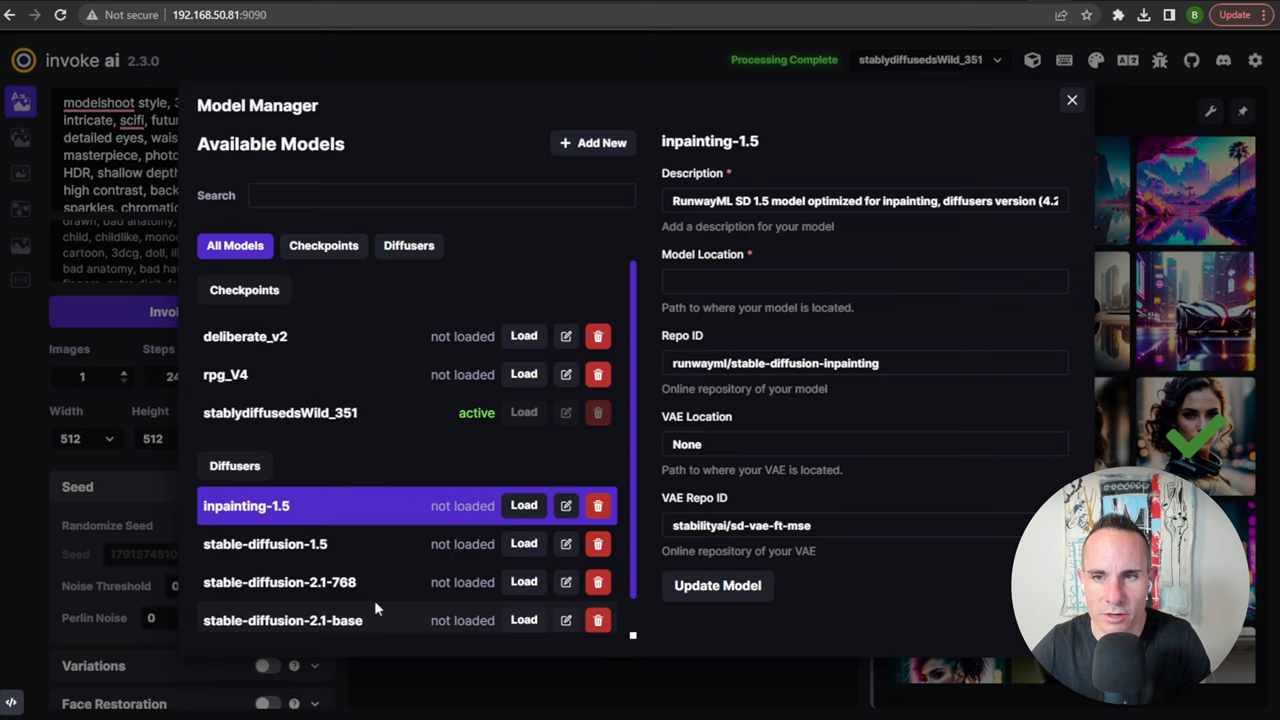 Not secure
192.168.50.81:9090
B
Update
invoke ai 2.3.0
Processing Complete
stablydiffusedsWild_351
modelshoot style, 3
intricate, scifi, futur
detailed eyes, wais
masterpiece, photo
HDR, shallow depth
high contrast, back
sparkles, chromatic
drawn, bad anatomy,
child, childlike, mono
cartoon, 3dcg, doll, ill
bad anatomy, bad ha
Invo
Images
Steps
1
24
Width
Height
512
512
Seed
Randomize Seed
Seed
1791574510
Noise Threshold
0
Perlin Noise
0
Variations
Face Restoration
Model Manager
Available Models
+ Add New
Search
All Models
Checkpoints
Diffusers
Checkpoints
deliberate_v2 not loaded Load
rpg_V4 not loaded Load
stablydiffusedsWild_351 active Load
Diffusers
inpainting-1.5 not loaded Load
stable-diffusion-1.5 not loaded Load
stable-diffusion-2.1-768 not loaded Load
stable-diffusion-2.1-base not loaded Load
inpainting-1.5
Description *
RunwayML SD 1.5 model optimized for inpainting, diffusers version (4.2
Add a description for your model
Model Location *
Path to where your model is located.
Repo ID
runwayml/stable-diffusion-inpainting
Online repository of your model
VAE Location
None
Path to where your VAE is located.
VAE Repo ID
stabilityai/sd-vae-ft-mse
Online repository of your VAE
Update Model